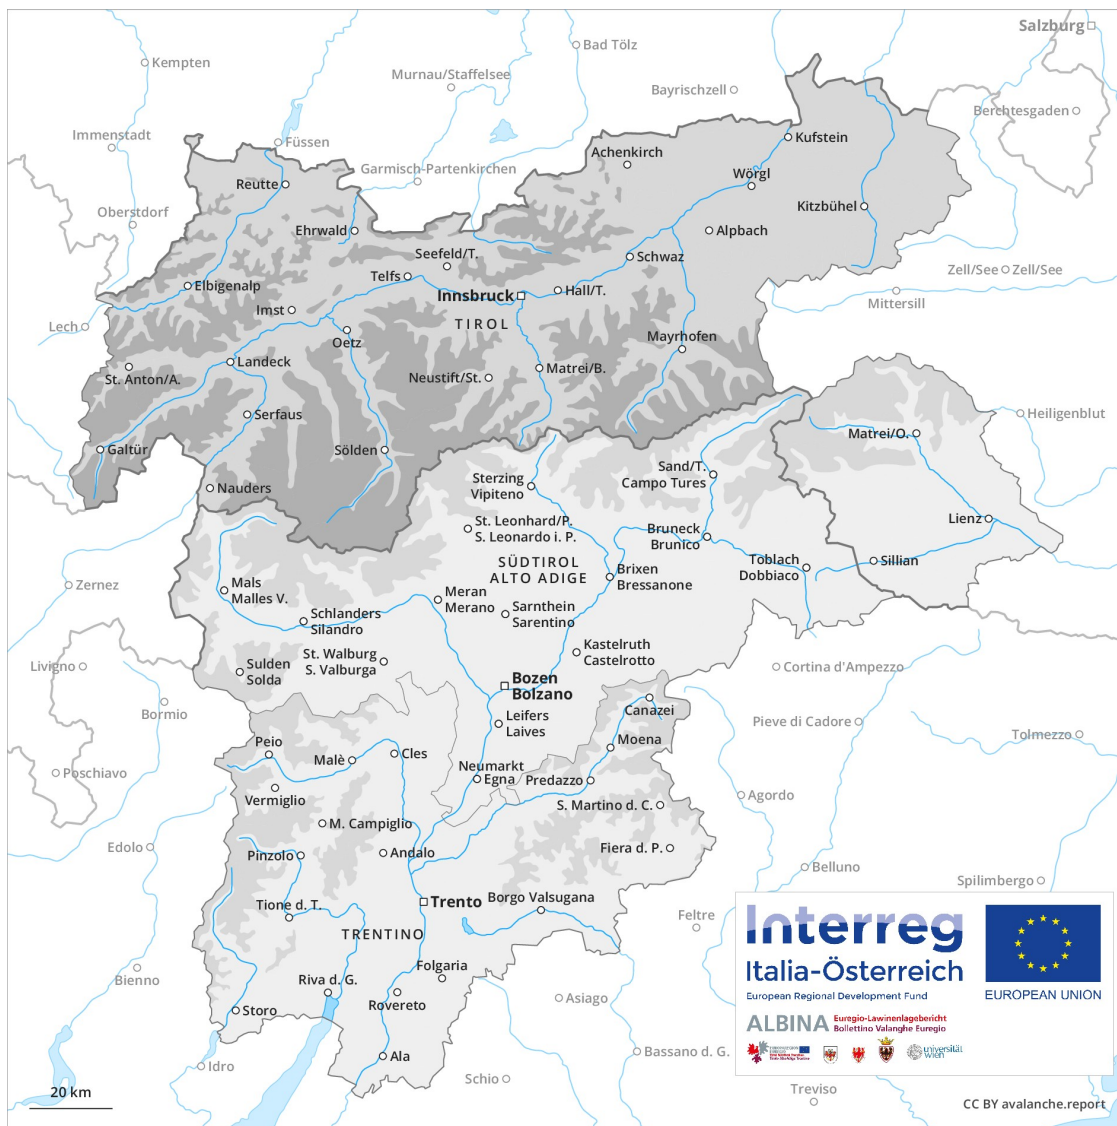 Salzburg
Bad Tölz
Kempten
Murnau/Staffelsee
Bayrischzell
Berchtesgaden
Immenstadt
Füssen
Kufstein
Achenkirch
Garmisch-Partenkirchen
Wörgl
Reutte
Kitzbühel
Oberstdorf
Ehrwald
Alpbach
Seefeld/T.
Schwaz
Telfs
Zell/See
Zell/See
Elbigenalp
Innsbruck
Hall/T.
Mittersill
Imst
TIROL
Lech
Oetz
Mayrhofen
Landeck
Matrei/B.
St. Anton/A.
Neustift/St.
Serfaus
Heiligenblut
Matrei/O.
Galtür
Sölden
Sand/T.
Campo Tures
Sterzing
Vipiteno
Nauders
St. Leonhard/P.
S. Leonardo i. P.
Lienz
Bruneck
Brunico
SÜDTIROL
ALTO ADIGE
Toblach
Dobbiaco
Sillian
Brixen
Bressanone
Zernez
Mals
Malles V.
Meran
Merano
Schlanders
Silandro
Sarnthein
Sarentino
St. Walburg
S. Valburga
Kastelruth
Castelrotto
Livigno
Sulden
Solda
Cortina d'Ampezzo
Bozen
Bolzano
Bormio
Canazei
Leifers
Laives
Pieve di Cadore
Tolmezzo
Peio
Moena
Malè
Cles
Poschiavo
Neumarkt
Egna
Predazzo
Vermiglio
S. Martino d. C.
Agordo
M. Campiglio
Edolo
Pinzolo
Andalo
Fiera d. P.
Belluno
Spilimbergo
Tione d. T.
Trento
Borgo Valsugana
Feltre
TRENTINO
Folgaria
Bienno
Riva d. G.
Rovereto
Asiago
Storo
Ala
Bassano d. G.
Idro
Schio
Treviso
20 km
Interreg
Italia-Österreich
European Regional Development Fund
EUROPEAN UNION
ALBINA
Euregio-Lawinenlagebericht
Bollettino Valanghe Euregio
universität
wien
CC BY avalanche.report